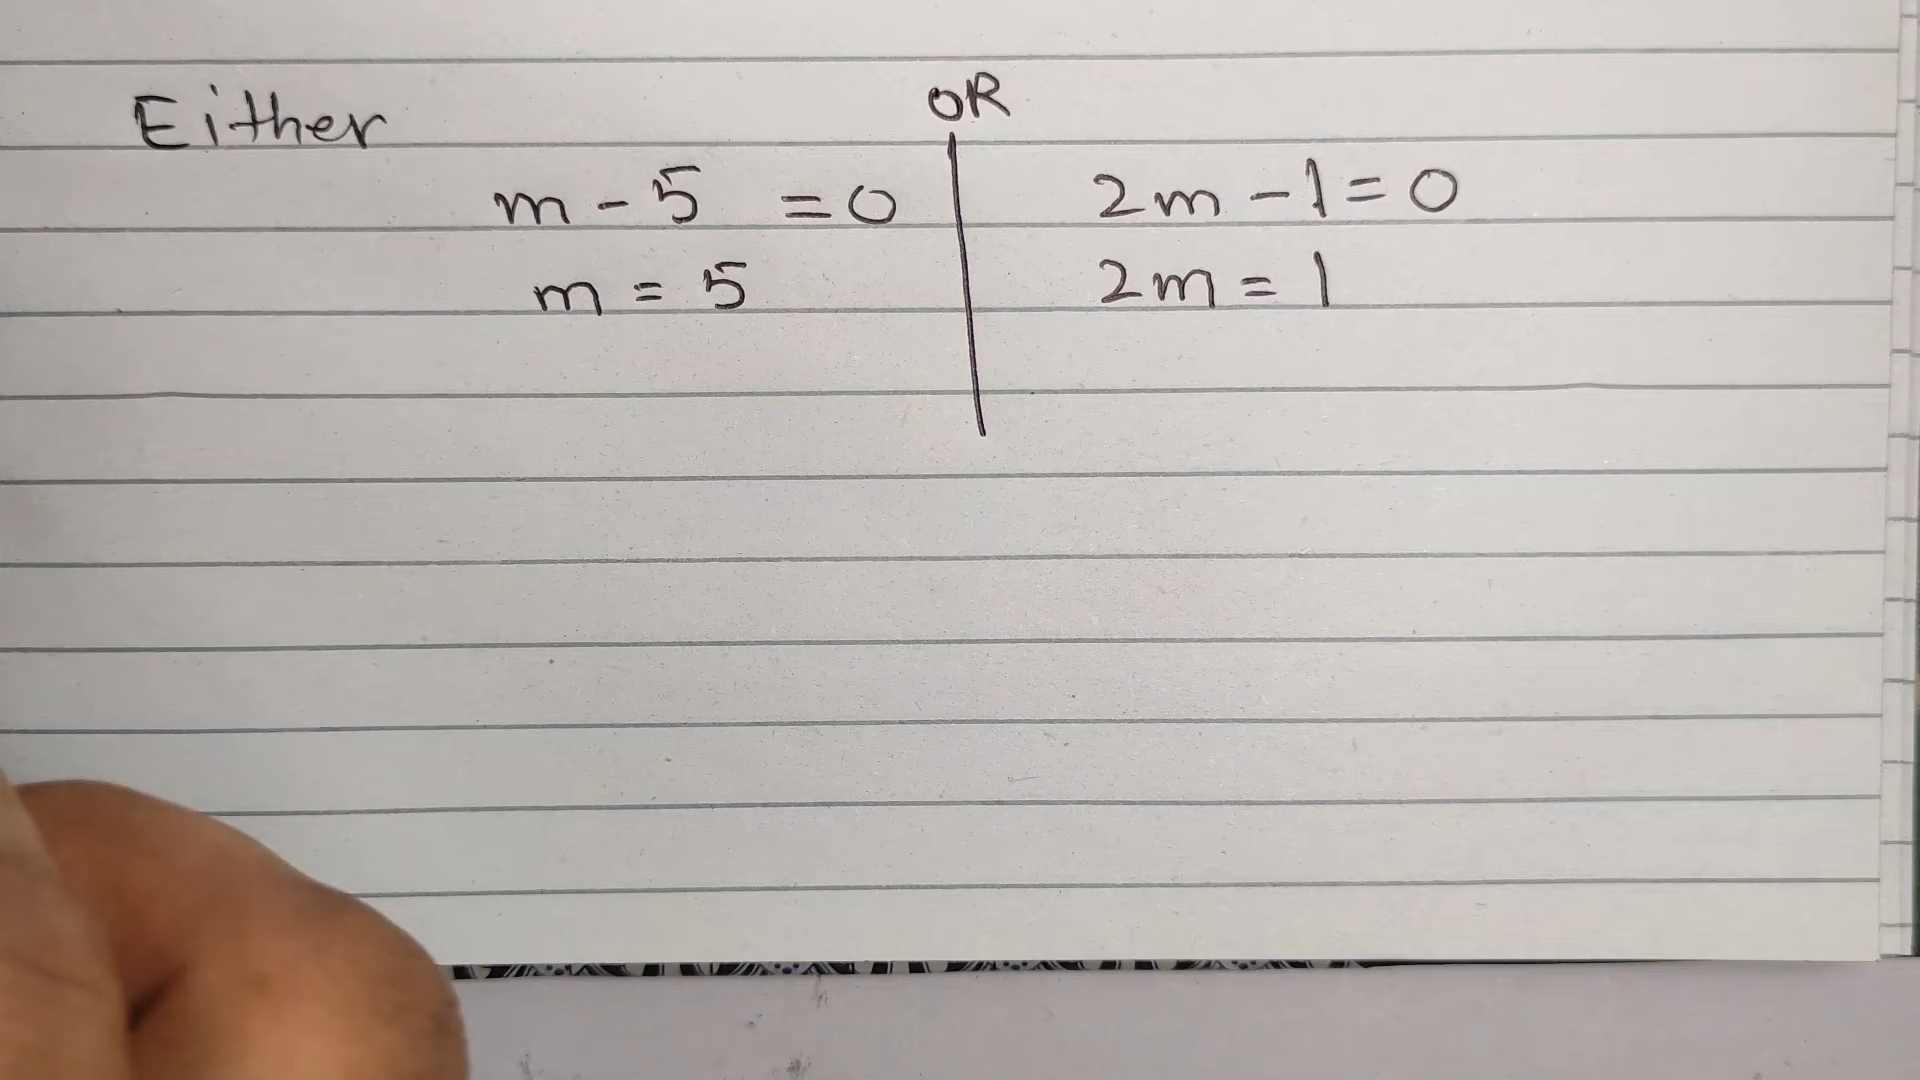 Either OR
m - 5 = 0 2m - 1 = 0
m = 5 2m = 1